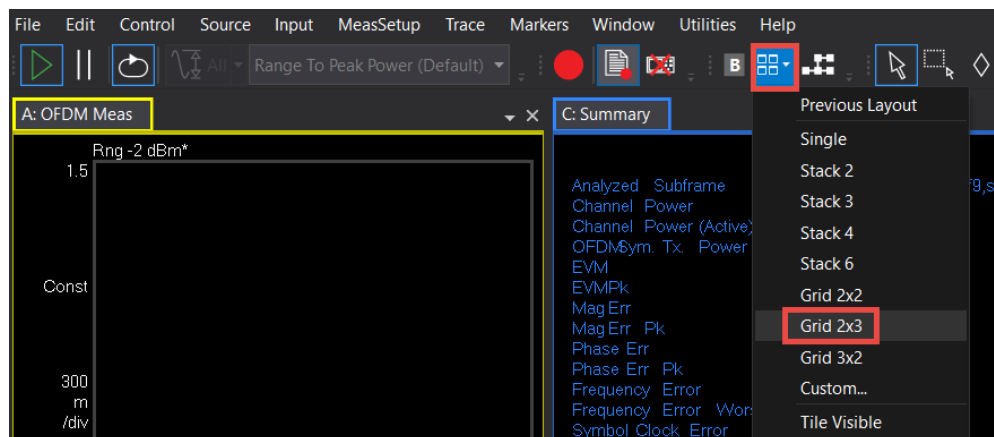 File Edit Control Source Input MeasSetup Trace Markers Window Utilities Help
All Range To Peak Power (Default) B
A: OFDM Meas
Rng -2 dBm*
1.5
Const
300
m
/div
C: Summary
Analyzed Subframe
Channel Power
Channel Power (Active)
OFDMSym. Tx. Power
EVM
EVMPk
Mag Err
Mag Err Pk
Phase Err
Phase Err Pk
Frequency Error
Frequency Error Wor
Symbol Clock Error
Previous Layout
Single
Stack 2
Stack 3
Stack 4
Stack 6
Grid 2x2
Grid 2x3
Grid 3x2
Custom...
Tile Visible